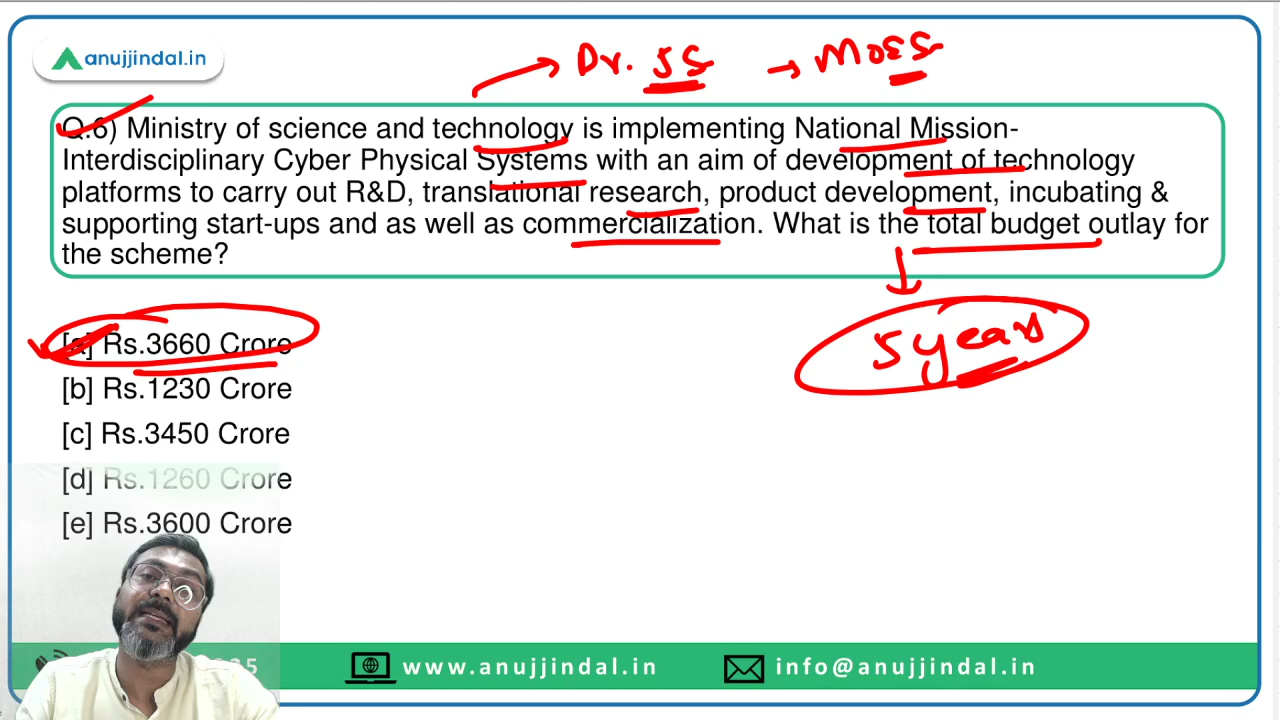 anujjindal.in
Dr. JS → MOES
Q.6) Ministry of science and technology is implementing National Mission-
Interdisciplinary Cyber Physical Systems with an aim of development of technology
platforms to carry out R&D, translational research, product development, incubating &
supporting start-ups and as well as commercialization. What is the total budget outlay for
the scheme?
5 years
[a] Rs.3660 Crore
[b] Rs.1230 Crore
[c] Rs.3450 Crore
[d] Rs.1260 Crore
[e] Rs.3600 Crore
www.anujjindal.in
info@anujjindal.in